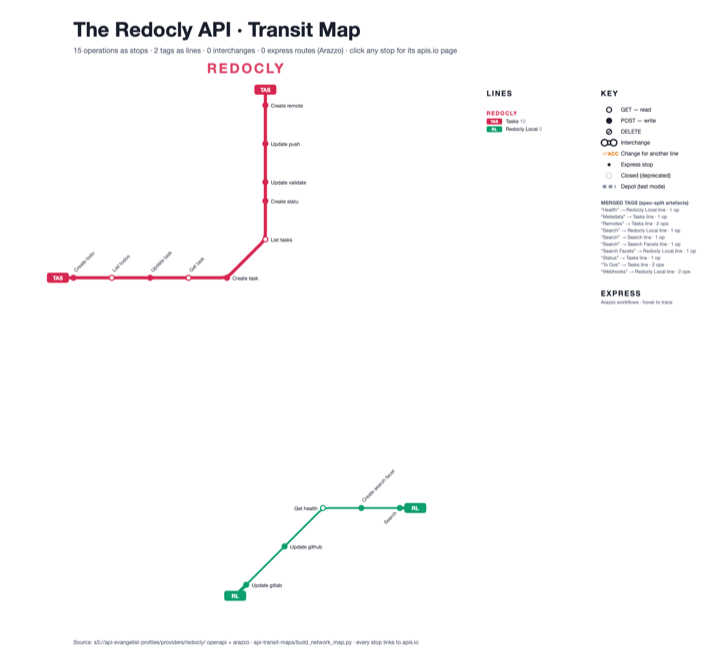 The Redocly API · Transit Map
15 operations as stops · 2 tags as lines · 0 interchanges · 0 express routes (Arazzo) · click any stop for its apis.io page
REDOCLY
TAS
Create remote
Update push
Update validate
Create statu
List tasks
Create todo
List todos
Update task
Get task
TAS
Create task
LINES
REDOCLY
TAS Tasks 10
RL Redocly Local 5
KEY
GET — read
POST — write
DELETE
Interchange
Change for another line
Express stop
Closed (deprecated)
Depot (test mode)
MERGED TAGS (spec-split artefacts)
"Health" → Redocly Local line · 1 op
"Metadata" → Tasks line · 1 op
"Remotes" → Tasks line · 2 ops
"Search" → Redocly Local line · 1 op
"Search" → Search line · 1 op
"Search" → Search Facets line · 1 op
"Search Facets" → Redocly Local line · 1 op
"Status" → Tasks line · 1 op
"To Dos" → Tasks line · 2 ops
"Webhooks" → Redocly Local line · 2 ops
EXPRESS
Arazzo workflows · hover to trace
Create search facet
Get health
RL
Search
Update github
Update gitlab
RL
Source: s3://api-evangelist-profiles/providers/redocly/ openapi + arazzo · api-transit-maps/build_network_map.py · every stop links to apis.io